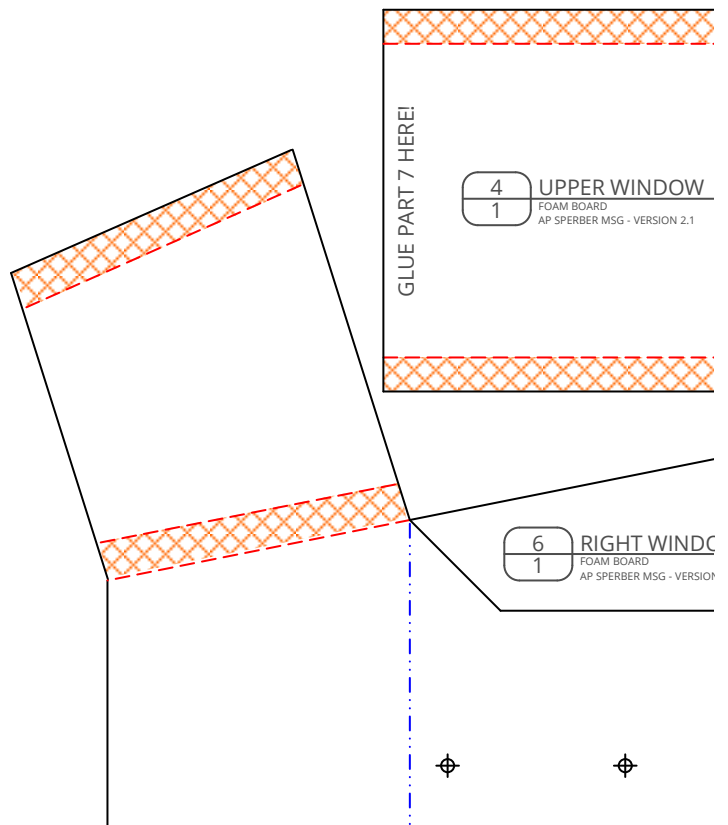 GLUE PART 7 HERE!
4
1
UPPER WINDOW
FOAM BOARD
AP SPERBER MSG - VERSION 2.1
6
1
RIGHT WINDO
FOAM BOARD
AP SPERBER MSG - VERSION